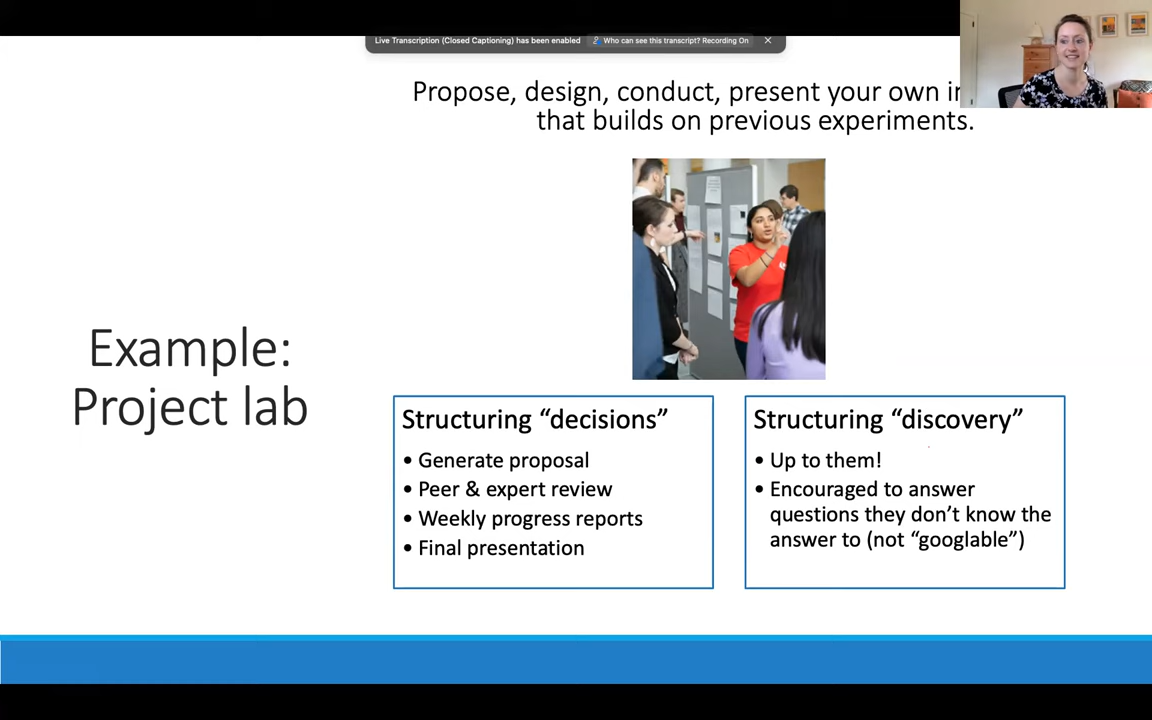 Live Transcription (Closed Captioning) has been enabled
Who can see this transcript? Recording On
Propose, design, conduct, present your own
that builds on previous experiments.
Example:
Project lab
Structuring “decisions”
• Generate proposal
• Peer & expert review
• Weekly progress reports
• Final presentation
Structuring “discovery”
• Up to them!
• Encouraged to answer
questions they don’t know the
answer to (not “googlable”)